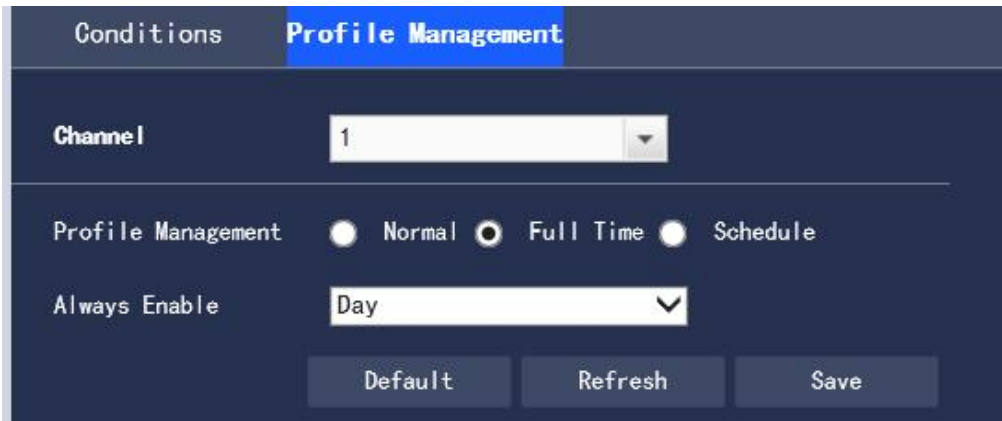 Conditions Profile Management
Channel 1
Profile Management Normal Full Time Schedule
Always Enable Day
Default Refresh Save